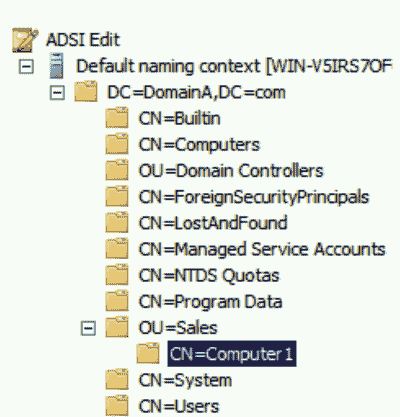 ADSI Edit
Default naming context [WIN-V5IRS7OF
DC=DomainA,DC=com
CN=Builtin
CN=Computers
OU=Domain Controllers
CN=ForeignSecurityPrincipals
CN=LostAndFound
CN=Managed Service Accounts
CN=NTDS Quotas
CN=Program Data
OU=Sales
CN=Computer1
CN=System
CN=Users